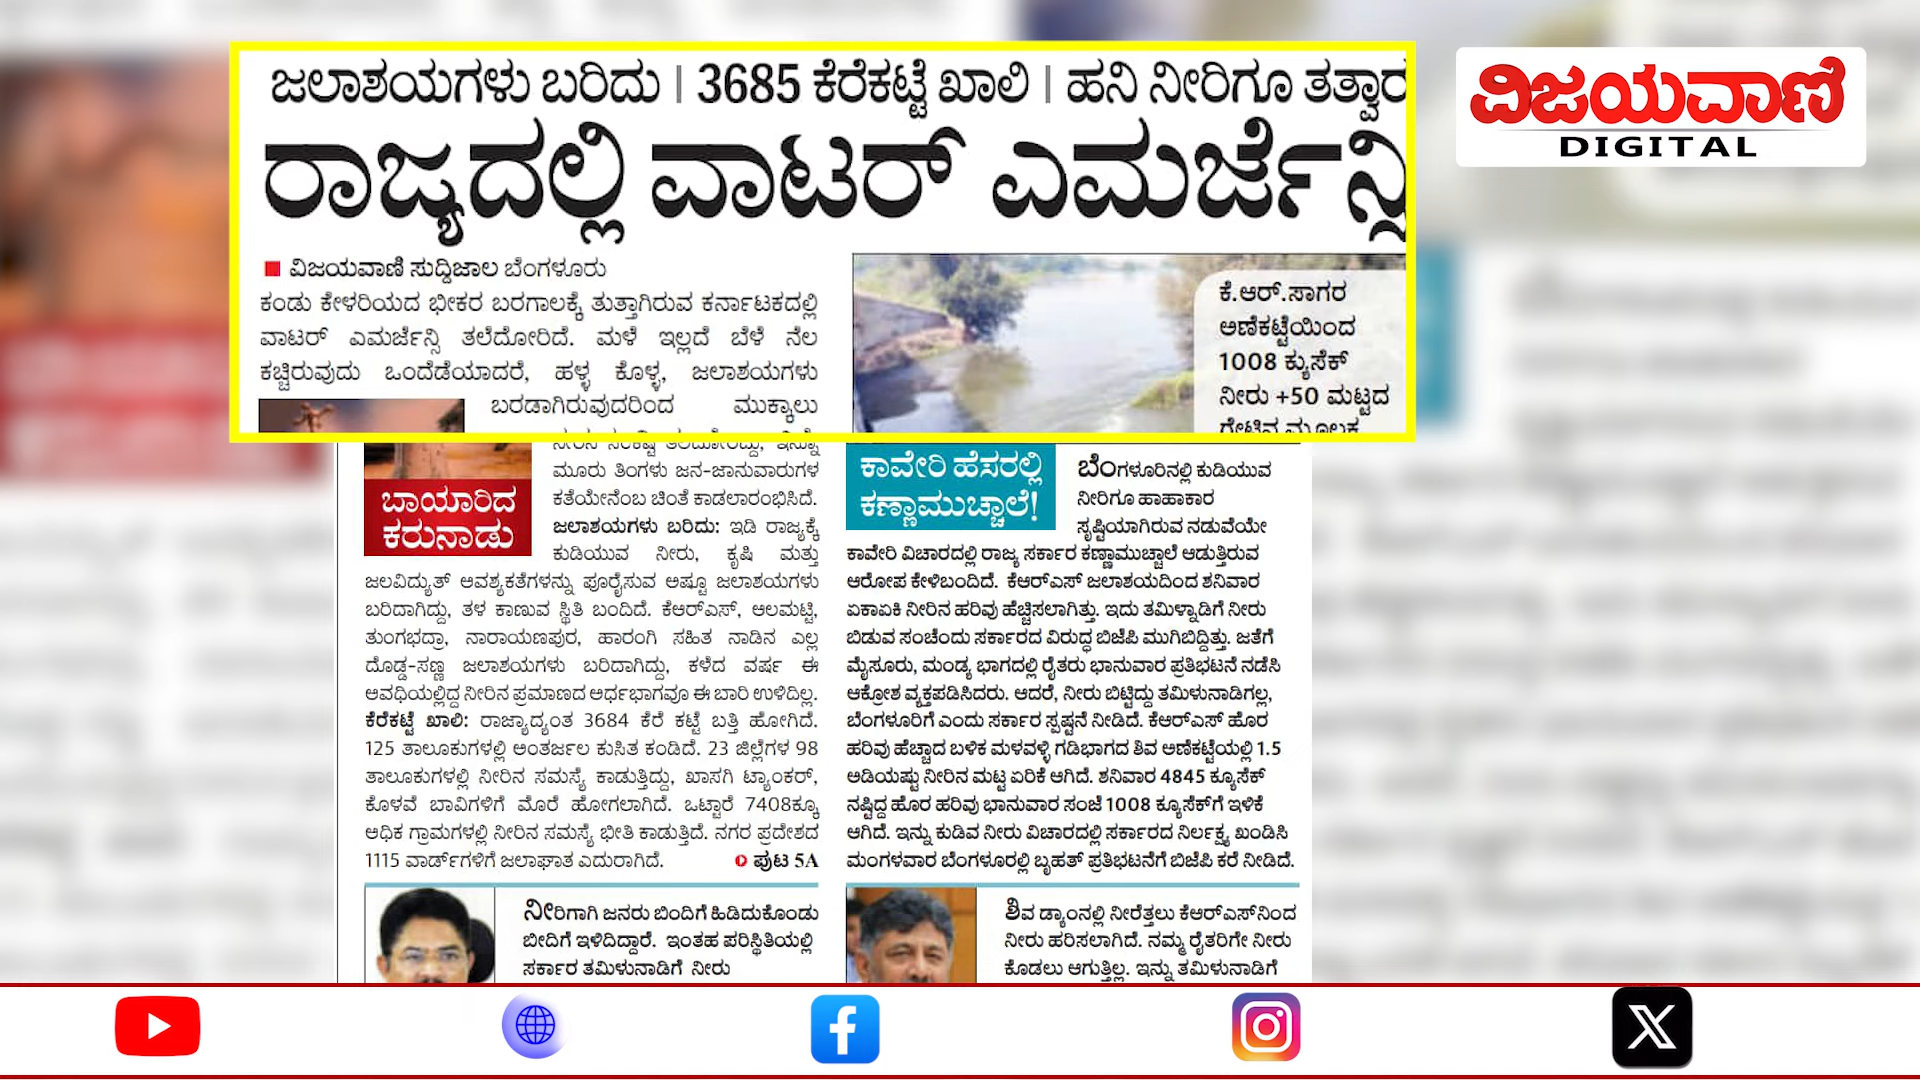 ಜಲಾಶಯಗಳು ಬರಿದು | 3685 ಕೆರೆಕಟ್ಟೆ ಖಾಲಿ | ಹನಿ ನೀರಿಗೂ ತತ್ವಾರ
ರಾಜ್ಯದಲ್ಲಿ ವಾಟರ್ ಎಮರ್ಜೆನ್ಸಿ
ವಿಜಯವಾಣಿ
DIGITAL
■ ವಿಜಯವಾಣಿ ಸುದ್ದಿಜಾಲ ಬೆಂಗಳೂರು
ಕಂಡು ಕೇಳರಿಯದ ಭೀಕರ ಬರಗಾಲಕ್ಕೆ ತುತ್ತಾಗಿರುವ ಕರ್ನಾಟಕದಲ್ಲಿ
ವಾಟರ್ ಎಮರ್ಜೆನ್ಸಿ ತಲೆದೋರಿದೆ. ಮಳೆ ಇಲ್ಲದೆ ಬೆಳೆ ನೆಲ
ಕಚ್ಚಿರುವುದು ಒಂದೆಡೆಯಾದರೆ, ಹಳ್ಳ ಕೊಳ್ಳ, ಜಲಾಶಯಗಳು
ಬರಡಾಗಿರುವುದರಿಂದ ಮುಕ್ಕಾಲು
ಮೂರು ತಿಂಗಳು ಜನ-ಜಾನುವಾರುಗಳ
ಕತೆಯೇನೆಂಬ ಚಿಂತೆ ಕಾಡಲಾರಂಭಿಸಿದೆ.
ಬಾಯಾರಿದ
ಕರುನಾಡು
ಜಲಾಶಯಗಳು ಬರಿದು: ಇಡಿ ರಾಜ್ಯಕ್ಕೆ
ಕುಡಿಯುವ ನೀರು, ಕೃಷಿ ಮತ್ತು
ಜಲವಿದ್ಯುತ್ ಅವಶ್ಯಕತೆಗಳನ್ನು ಪೂರೈಸುವ ಅಷ್ಟೂ ಜಲಾಶಯಗಳು
ಬರಿದಾಗಿದ್ದು, ತಳ ಕಾಣುವ ಸ್ಥಿತಿ ಬಂದಿದೆ. ಕೆಆರ್‌ಎಸ್, ಆಲಮಟ್ಟಿ,
ತುಂಗಭದ್ರಾ, ನಾರಾಯಣಪುರ, ಹಾರಂಗಿ ಸಹಿತ ನಾಡಿನ ಎಲ್ಲ
ದೊಡ್ಡ-ಸಣ್ಣ ಜಲಾಶಯಗಳು ಬರಿದಾಗಿದ್ದು, ಕಳೆದ ವರ್ಷ ಈ
ಅವಧಿಯಲ್ಲಿದ್ದ ನೀರಿನ ಪ್ರಮಾಣದ ಅರ್ಧಭಾಗವೂ ಈ ಬಾರಿ ಉಳಿದಿಲ್ಲ.
ಕೆರೆಕಟ್ಟೆ ಖಾಲಿ: ರಾಜ್ಯಾದ್ಯಂತ 3684 ಕೆರೆ ಕಟ್ಟೆ ಬತ್ತಿ ಹೋಗಿದೆ.
125 ತಾಲೂಕುಗಳಲ್ಲಿ ಅಂತರ್ಜಲ ಕುಸಿತ ಕಂಡಿದೆ. 23 ಜಿಲ್ಲೆಗಳ 98
ತಾಲೂಕುಗಳಲ್ಲಿ ನೀರಿನ ಸಮಸ್ಯೆ ಕಾಡುತ್ತಿದ್ದು, ಖಾಸಗಿ ಟ್ಯಾಂಕರ್,
ಕೊಳವೆ ಬಾವಿಗಳಿಗೆ ಮೊರೆ ಹೋಗಲಾಗಿದೆ. ಒಟ್ಟಾರೆ 7408ಕ್ಕೂ
ಅಧಿಕ ಗ್ರಾಮಗಳಲ್ಲಿ ನೀರಿನ ಸಮಸ್ಯೆ ಭೀತಿ ಕಾಡುತ್ತಿದೆ. ನಗರ ಪ್ರದೇಶದ
1115 ವಾರ್ಡ್‌ಗಳಿಗೆ ಜಲಾಘಾತ ಎದುರಾಗಿದೆ. ಪುಟ 5A
ನೀರಿಗಾಗಿ ಜನರು ಬಿಂದಿಗೆ ಹಿಡಿದುಕೊಂಡು
ಬೀದಿಗೆ ಇಳಿದಿದ್ದಾರೆ. ಇಂತಹ ಪರಿಸ್ಥಿತಿಯಲ್ಲಿ
ಸರ್ಕಾರ ತಮಿಳುನಾಡಿಗೆ ನೀರು
ಕೆ.ಆರ್.ಸಾಗರ
ಅಣೆಕಟ್ಟೆಯಿಂದ
1008 ಕ್ಯುಸೆಕ್
ನೀರು +50 ಮಟ್ಟದ
ಗೇಟಿನ ಮೂಲಕ
ಕಾವೇರಿ ಹೆಸರಲ್ಲಿ
ಕಣ್ಣಾಮುಚ್ಚಾಲೆ!
ಬೆಂಗಳೂರಿನಲ್ಲಿ ಕುಡಿಯುವ
ನೀರಿಗೂ ಹಾಹಾಕಾರ
ಸೃಷ್ಟಿಯಾಗಿರುವ ನಡುವೆಯೇ
ಕಾವೇರಿ ವಿಚಾರದಲ್ಲಿ ರಾಜ್ಯ ಸರ್ಕಾರ ಕಣ್ಣಾಮುಚ್ಚಾಲೆ ಆಡುತ್ತಿರುವ
ಆರೋಪ ಕೇಳಿಬಂದಿದೆ. ಕೆಆರ್‌ಎಸ್ ಜಲಾಶಯದಿಂದ ಶನಿವಾರ
ಏಕಾಏಕಿ ನೀರಿನ ಹರಿವು ಹೆಚ್ಚಿಸಲಾಗಿತ್ತು. ಇದು ತಮಿಳ್ನಾಡಿಗೆ ನೀರು
ಬಿಡುವ ಸಂಚೆಂದು ಸರ್ಕಾರದ ವಿರುದ್ಧ ಬಿಜೆಪಿ ಮುಗಿಬಿದ್ದಿತ್ತು. ಜತೆಗೆ
ಮೈಸೂರು, ಮಂಡ್ಯ ಭಾಗದಲ್ಲಿ ರೈತರು ಭಾನುವಾರ ಪ್ರತಿಭಟನೆ ನಡೆಸಿ
ಆಕ್ರೋಶ ವ್ಯಕ್ತಪಡಿಸಿದರು. ಆದರೆ, ನೀರು ಬಿಟ್ಟಿದ್ದು ತಮಿಳುನಾಡಿಗಲ್ಲ,
ಬೆಂಗಳೂರಿಗೆ ಎಂದು ಸರ್ಕಾರ ಸ್ಪಷ್ಟನೆ ನೀಡಿದೆ. ಕೆಆರ್‌ಎಸ್ ಹೊರ
ಹರಿವು ಹೆಚ್ಚಾದ ಬಳಿಕ ಮಳವಳ್ಳಿ ಗಡಿಭಾಗದ ಶಿವ ಅಣೆಕಟ್ಟೆಯಲ್ಲಿ 1.5
ಅಡಿಯಷ್ಟು ನೀರಿನ ಮಟ್ಟ ಏರಿಕೆ ಆಗಿದೆ. ಶನಿವಾರ 4845 ಕ್ಯೂಸೆಕ್
ನಷ್ಟಿದ್ದ ಹೊರ ಹರಿವು ಭಾನುವಾರ ಸಂಜೆ 1008 ಕ್ಯೂಸೆಕ್‌ಗೆ ಇಳಿಕೆ
ಆಗಿದೆ. ಇನ್ನು ಕುಡಿವ ನೀರು ವಿಚಾರದಲ್ಲಿ ಸರ್ಕಾರದ ನಿರ್ಲಕ್ಷ್ಯ ಖಂಡಿಸಿ
ಮಂಗಳವಾರ ಬೆಂಗಳೂರಲ್ಲಿ ಬೃಹತ್ ಪ್ರತಿಭಟನೆಗೆ ಬಿಜೆಪಿ ಕರೆ ನೀಡಿದೆ.
ಶಿವ ಡ್ಯಾಂನಲ್ಲಿ ನೀರೆತ್ತಲು ಕೆಆರ್‌ಎಸ್‌ನಿಂದ
ನೀರು ಹರಿಸಲಾಗಿದೆ. ನಮ್ಮ ರೈತರಿಗೇ ನೀರು
ಕೊಡಲು ಆಗುತ್ತಿಲ್ಲ. ಇನ್ನು ತಮಿಳುನಾಡಿಗೆ